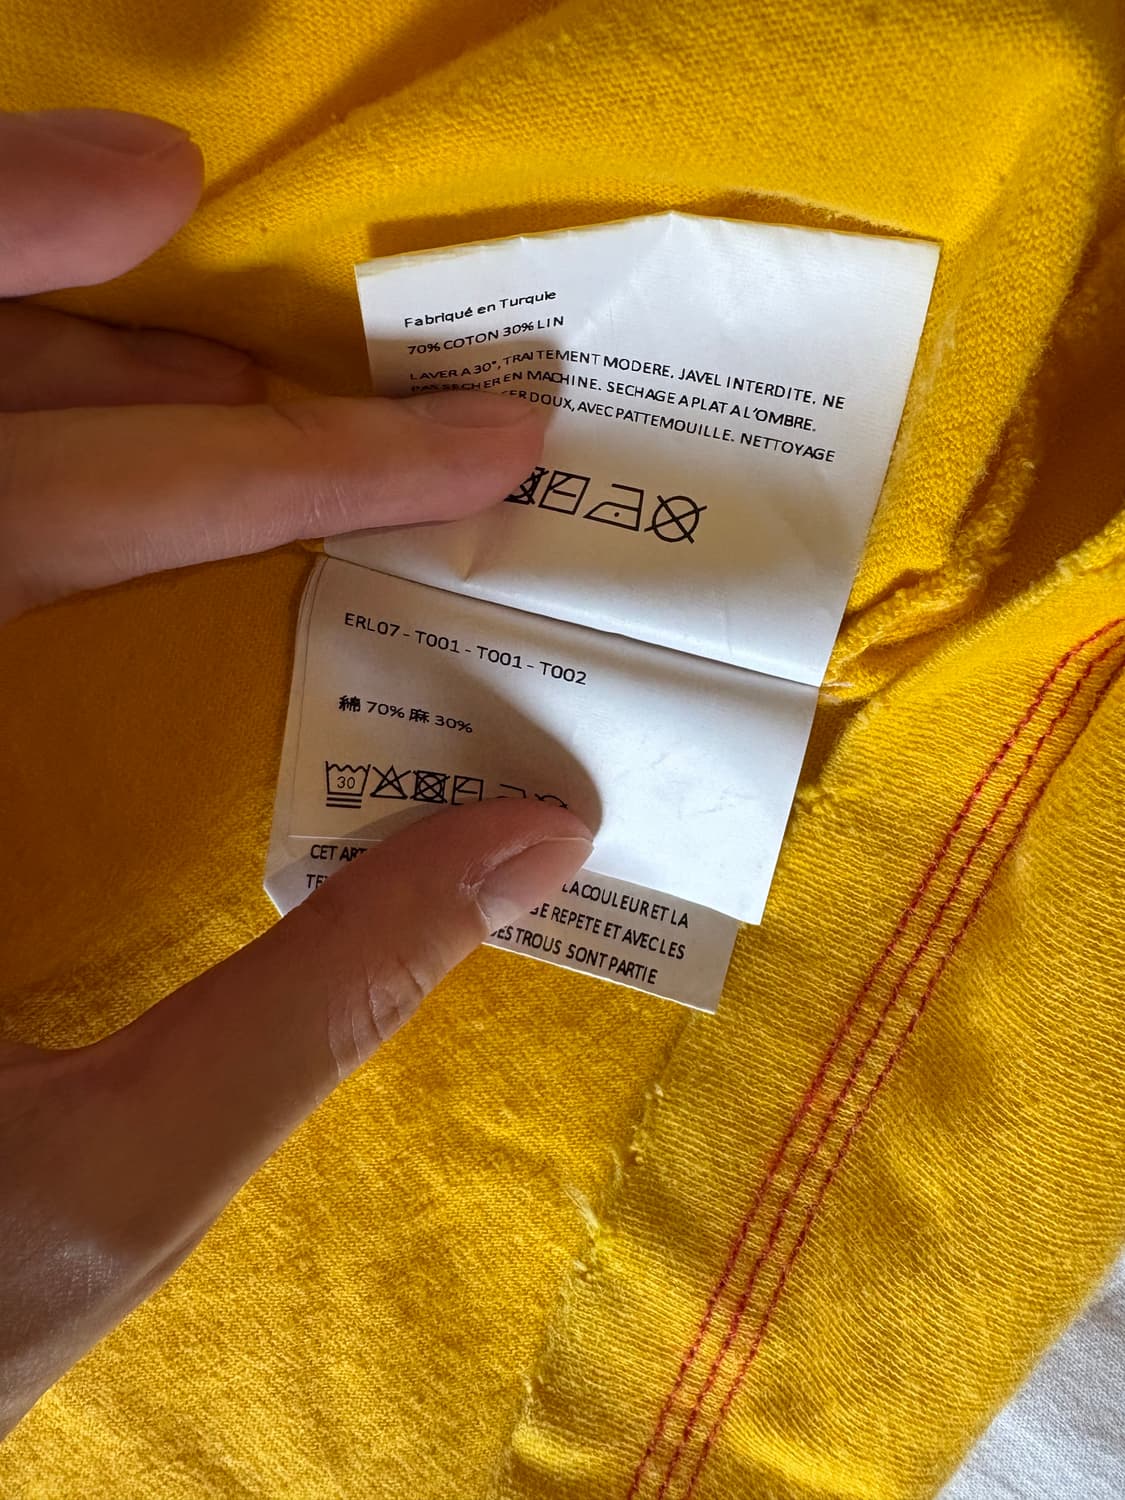 Fabriqué en Turquie
70% COTON 30% LIN
LAVER A 30°, TRAITEMENT MODERE, JAVEL INTERDITE, NE
PAS SECHER EN MACHINE. SECHAGE A PLAT A L'OMBRE.
DOUX, AVEC PATTEMOUILLE. NETTOYAGE
ERL07 - T001 - T001 - T002
綿 70% 麻 30%
30
CET LA COULEUR ET LA
REPETE ET AVEC LES
TROUS SONT PARTIE